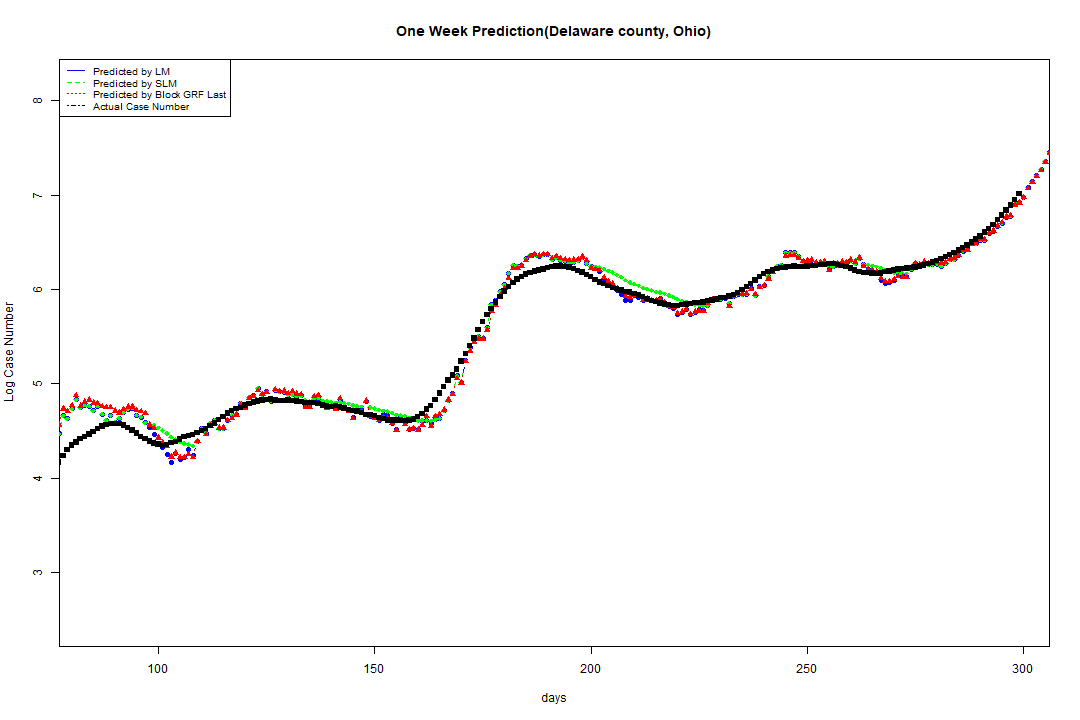 One Week Prediction(Delaware county, Ohio)
Predicted by LM
Predicted by SLM
Predicted by Block GRF Last
Actual Case Number
8
7
6
5
4
3
Log Case Number
100 150 200 250 300
days